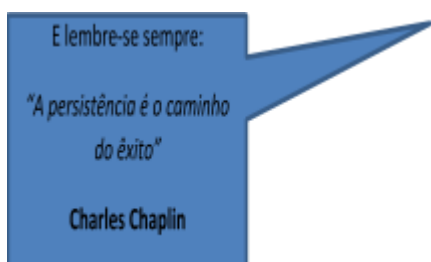 E lembre-se sempre:
"A persistência é o caminho
do êxito"
Charles Chaplin